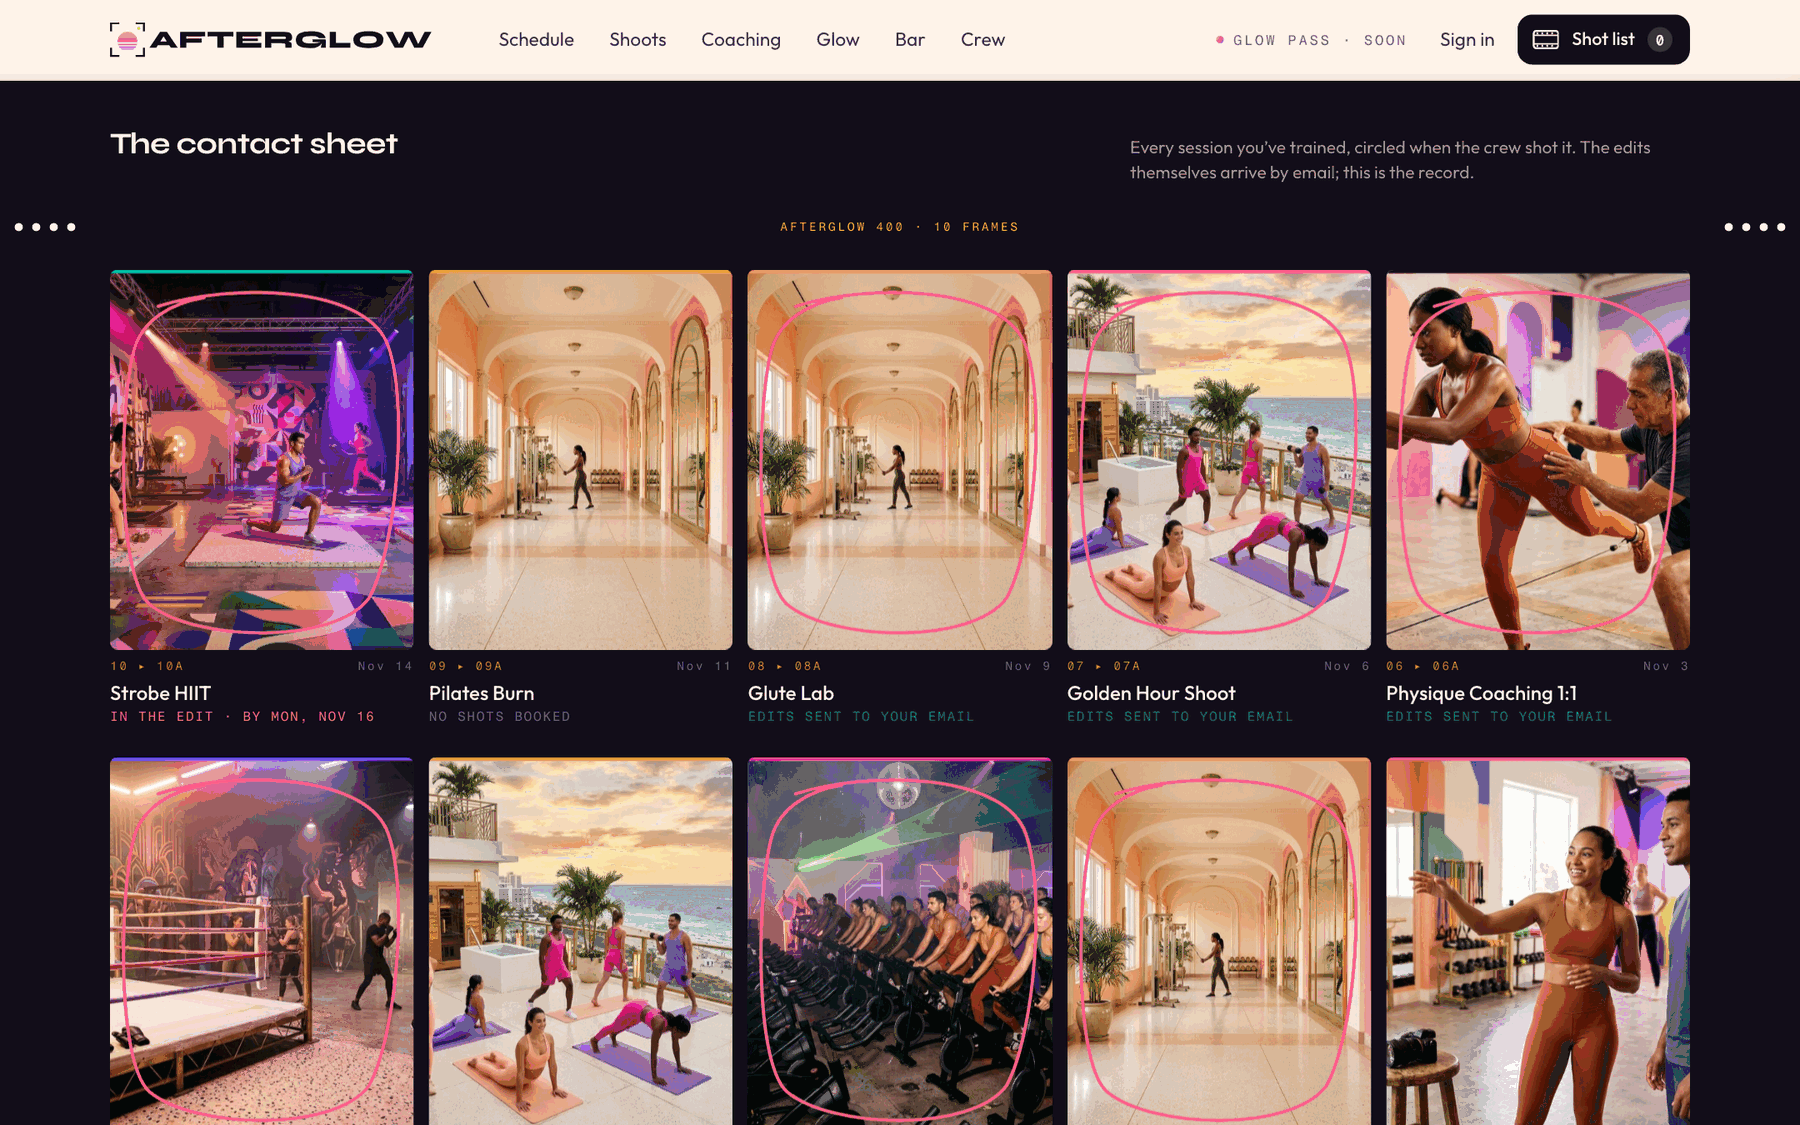 AFTERGLOW
Schedule
Shoots
Coaching
Glow
Bar
Crew
GLOW PASS · SOON
Sign in
Shot list
0
The contact sheet
Every session you've trained, circled when the crew shot it. The edits
themselves arrive by email; this is the record.
AFTERGLOW 400 · 10 FRAMES
10 ▸ 10A
Nov 14
Strobe HIIT
IN THE EDIT · BY MON, NOV 16
09 ▸ 09A
Nov 11
Pilates Burn
NO SHOTS BOOKED
08 ▸ 08A
Nov 9
Glute Lab
EDITS SENT TO YOUR EMAIL
07 ▸ 07A
Nov 6
Golden Hour Shoot
EDITS SENT TO YOUR EMAIL
06 ▸ 06A
Nov 3
Physique Coaching 1:1
EDITS SENT TO YOUR EMAIL